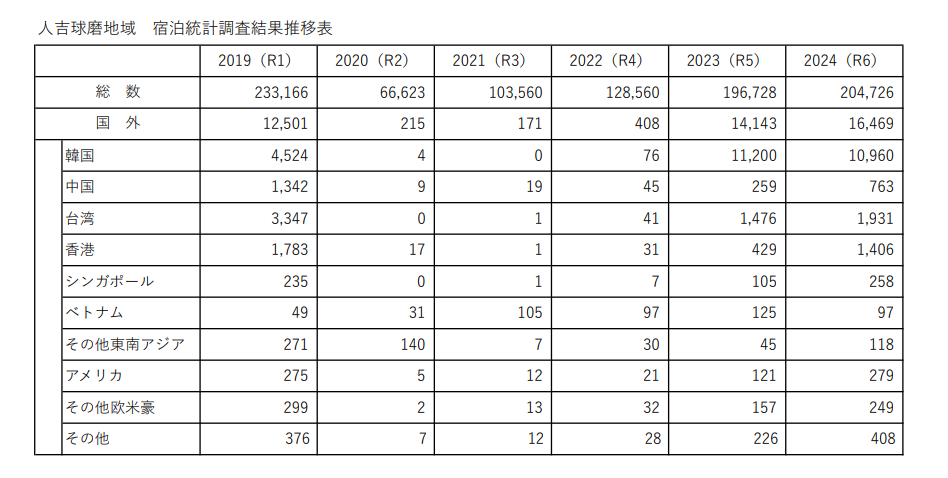 人吉球磨地域　宿泊統計調査結果推移表
2019（R1） 2020（R2） 2021（R3） 2022（R4） 2023（R5） 2024（R6）
総　数 233,166 66,623 103,560 128,560 196,728 204,726
国　外 12,501 215 171 408 14,143 16,469
韓国 4,524 4 0 76 11,200 10,960
中国 1,342 9 19 45 259 763
台湾 3,347 0 1 41 1,476 1,931
香港 1,783 17 1 31 429 1,406
シンガポール 235 0 1 7 105 258
ベトナム 49 31 105 97 125 97
その他東南アジア 271 140 7 30 45 118
アメリカ 275 5 12 21 121 279
その他欧米豪 299 2 13 32 157 249
その他 376 7 12 28 226 408